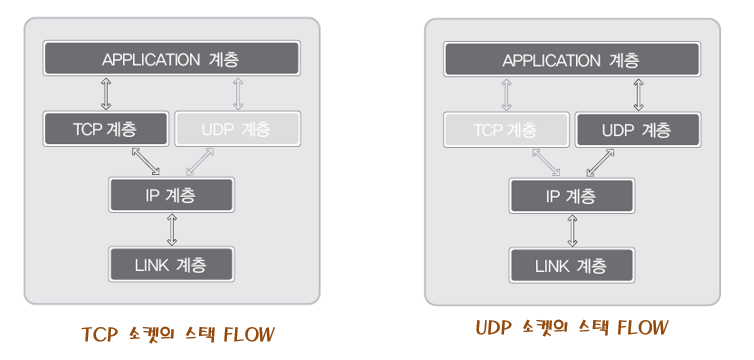 APPLICATION 계층
TCP 계층
UDP 계층
IP 계층
LINK 계층
TCP 소켓의 스택 FLOW
APPLICATION 계층
TCP 계층
UDP 계층
IP 계층
LINK 계층
UDP 소켓의 스택 FLOW